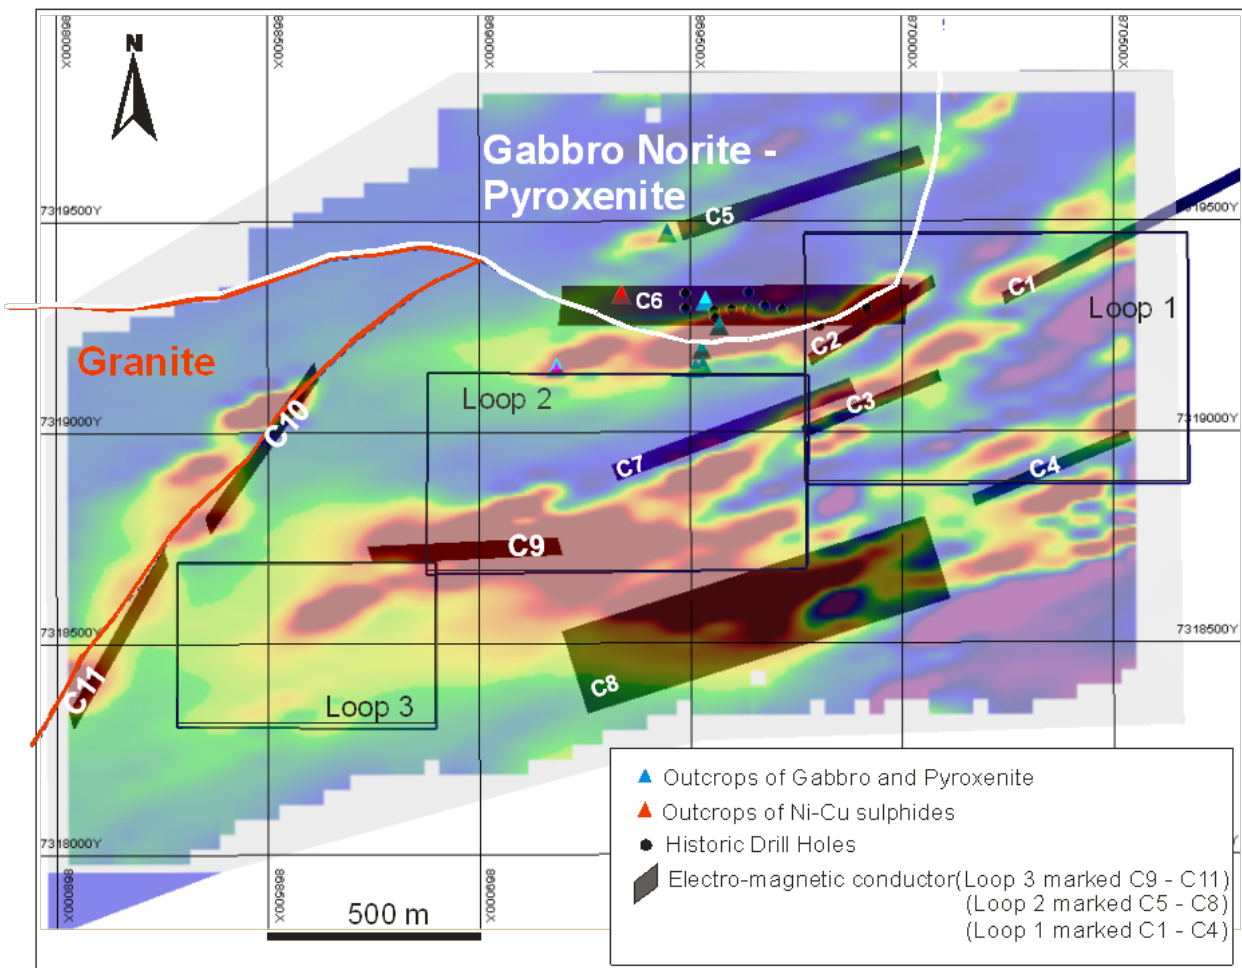 N
868000X
868500X
869000X
869500X
870000X
870500X
Gabbro Norite -
Pyroxenite
7319500Y
C5
C1
C6
Loop 1
C2
Granite
Loop 2
C3
C10
7319000Y
C7
C4
C9
7318500Y
7318500Y
C8
C11
Loop 3
Outcrops of Gabbro and Pyroxenite
Outcrops of Ni-Cu sulphides
7318000Y
Historic Drill Holes
Electro-magnetic conductor(Loop 3 marked C9 - C11)
(Loop 2 marked C5 - C8)
(Loop 1 marked C1 - C4)
868000X
868500X
869000X
500 m